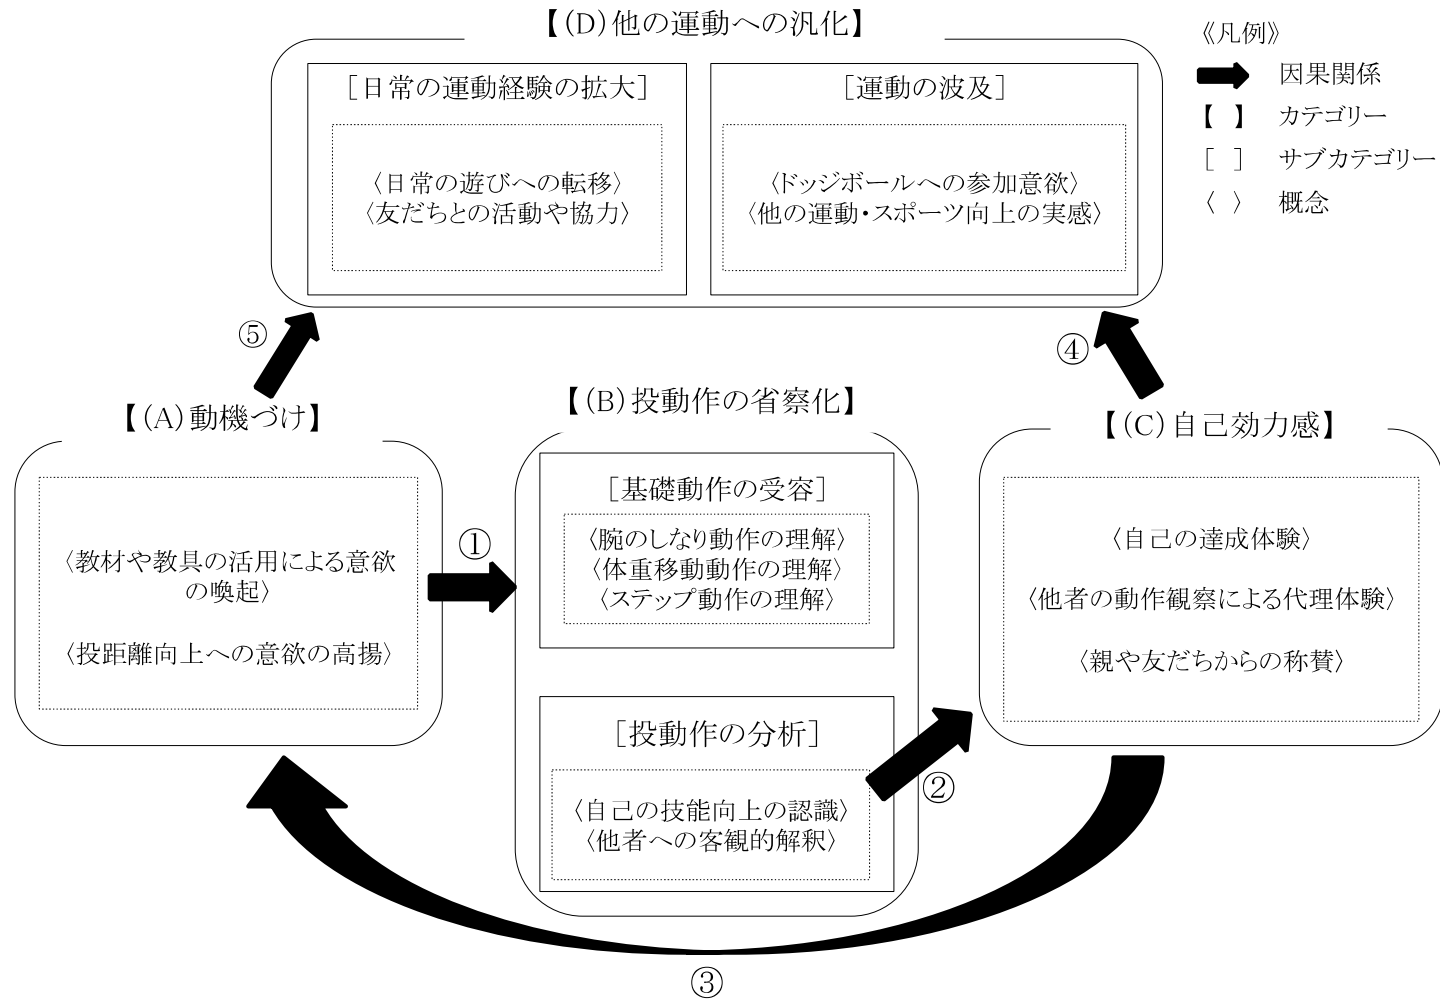 【(D)他の運動への汎化】
[日常の運動経験の拡大]
〈日常の遊びへの転移〉
〈友だちとの活動や協力〉
[運動の波及]
〈ドッジボールへの参加意欲〉
〈他の運動・スポーツ向上の実感〉
《凡例》
因果関係
【 】 カテゴリー
[ ] サブカテゴリー
〈 〉 概念
⑤
④
【(A)動機づけ】
〈教材や教具の活用による意欲
の喚起〉
〈投距離向上への意欲の高揚〉
①
【(B)投動作の省察化】
[基礎動作の受容]
〈腕のしなり動作の理解〉
〈体重移動動作の理解〉
〈ステップ動作の理解〉
[投動作の分析]
〈自己の技能向上の認識〉
〈他者への客観的解釈〉
②
【(C)自己効力感】
〈自己の達成体験〉
〈他者の動作観察による代理体験〉
〈親や友だちからの称賛〉
③